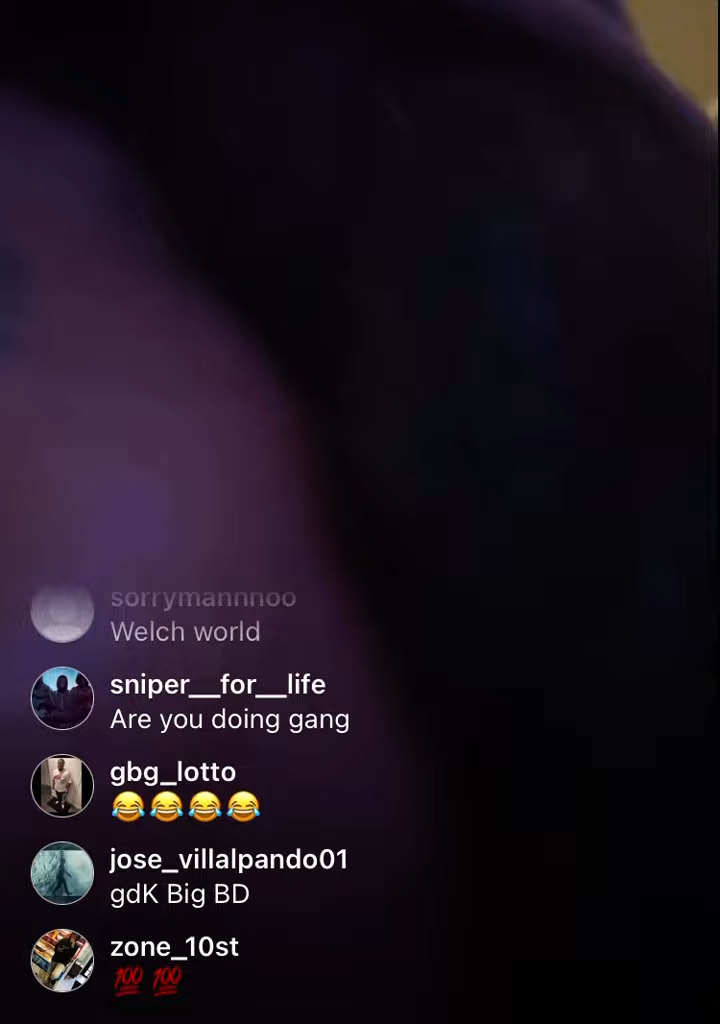 sorrymannnoo
Welch world
sniper__for__life
Are you doing gang
gbg_lotto
😂😂😂😂
jose_villalpando01
gdK Big BD
zone_10st
💯 💯